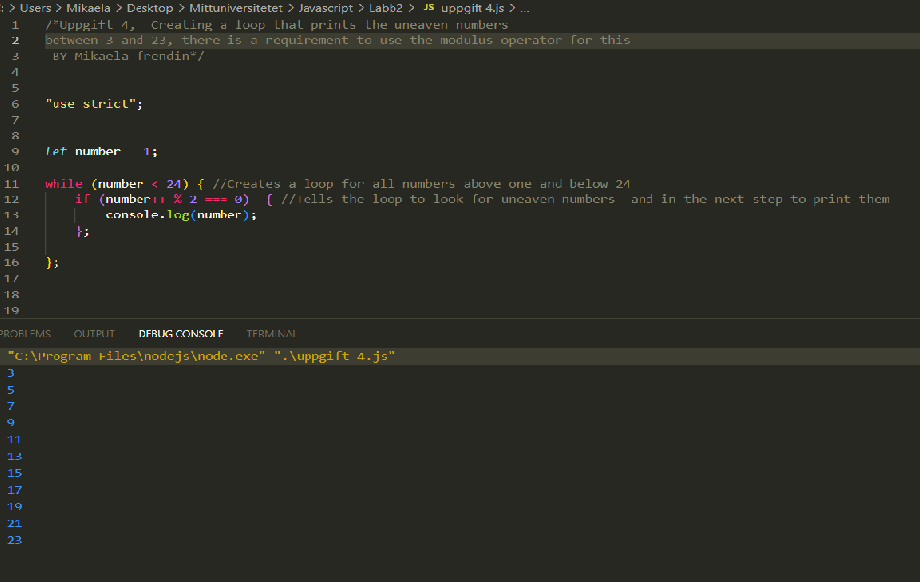 : > Users > Mikaela > Desktop > Mittuniversitetet > Javascript > Labb2 > JS uppgift 4.js > ...
1 /*Uppgift 4, Creating a loop that prints the uneaven numbers
2 between 3 and 23, there is a requirement to use the modulus operator for this
3 BY Mikaela frendin*/
4
5
6 "use strict";
7
8
9 let number = 1;
10
11 while (number < 24) { //Creates a loop for all numbers above one and below 24
12 if (number++ % 2 === 0) { //Tells the loop to look for uneaven numbers and in the next step to print them
13 console.log(number);
14 };
15
16 };
17
18
19
PROBLEMS OUTPUT DEBUG CONSOLE TERMINAL
"C:\Program Files\nodejs\node.exe" ".\uppgift 4.js"
3
5
7
9
11
13
15
17
19
21
23